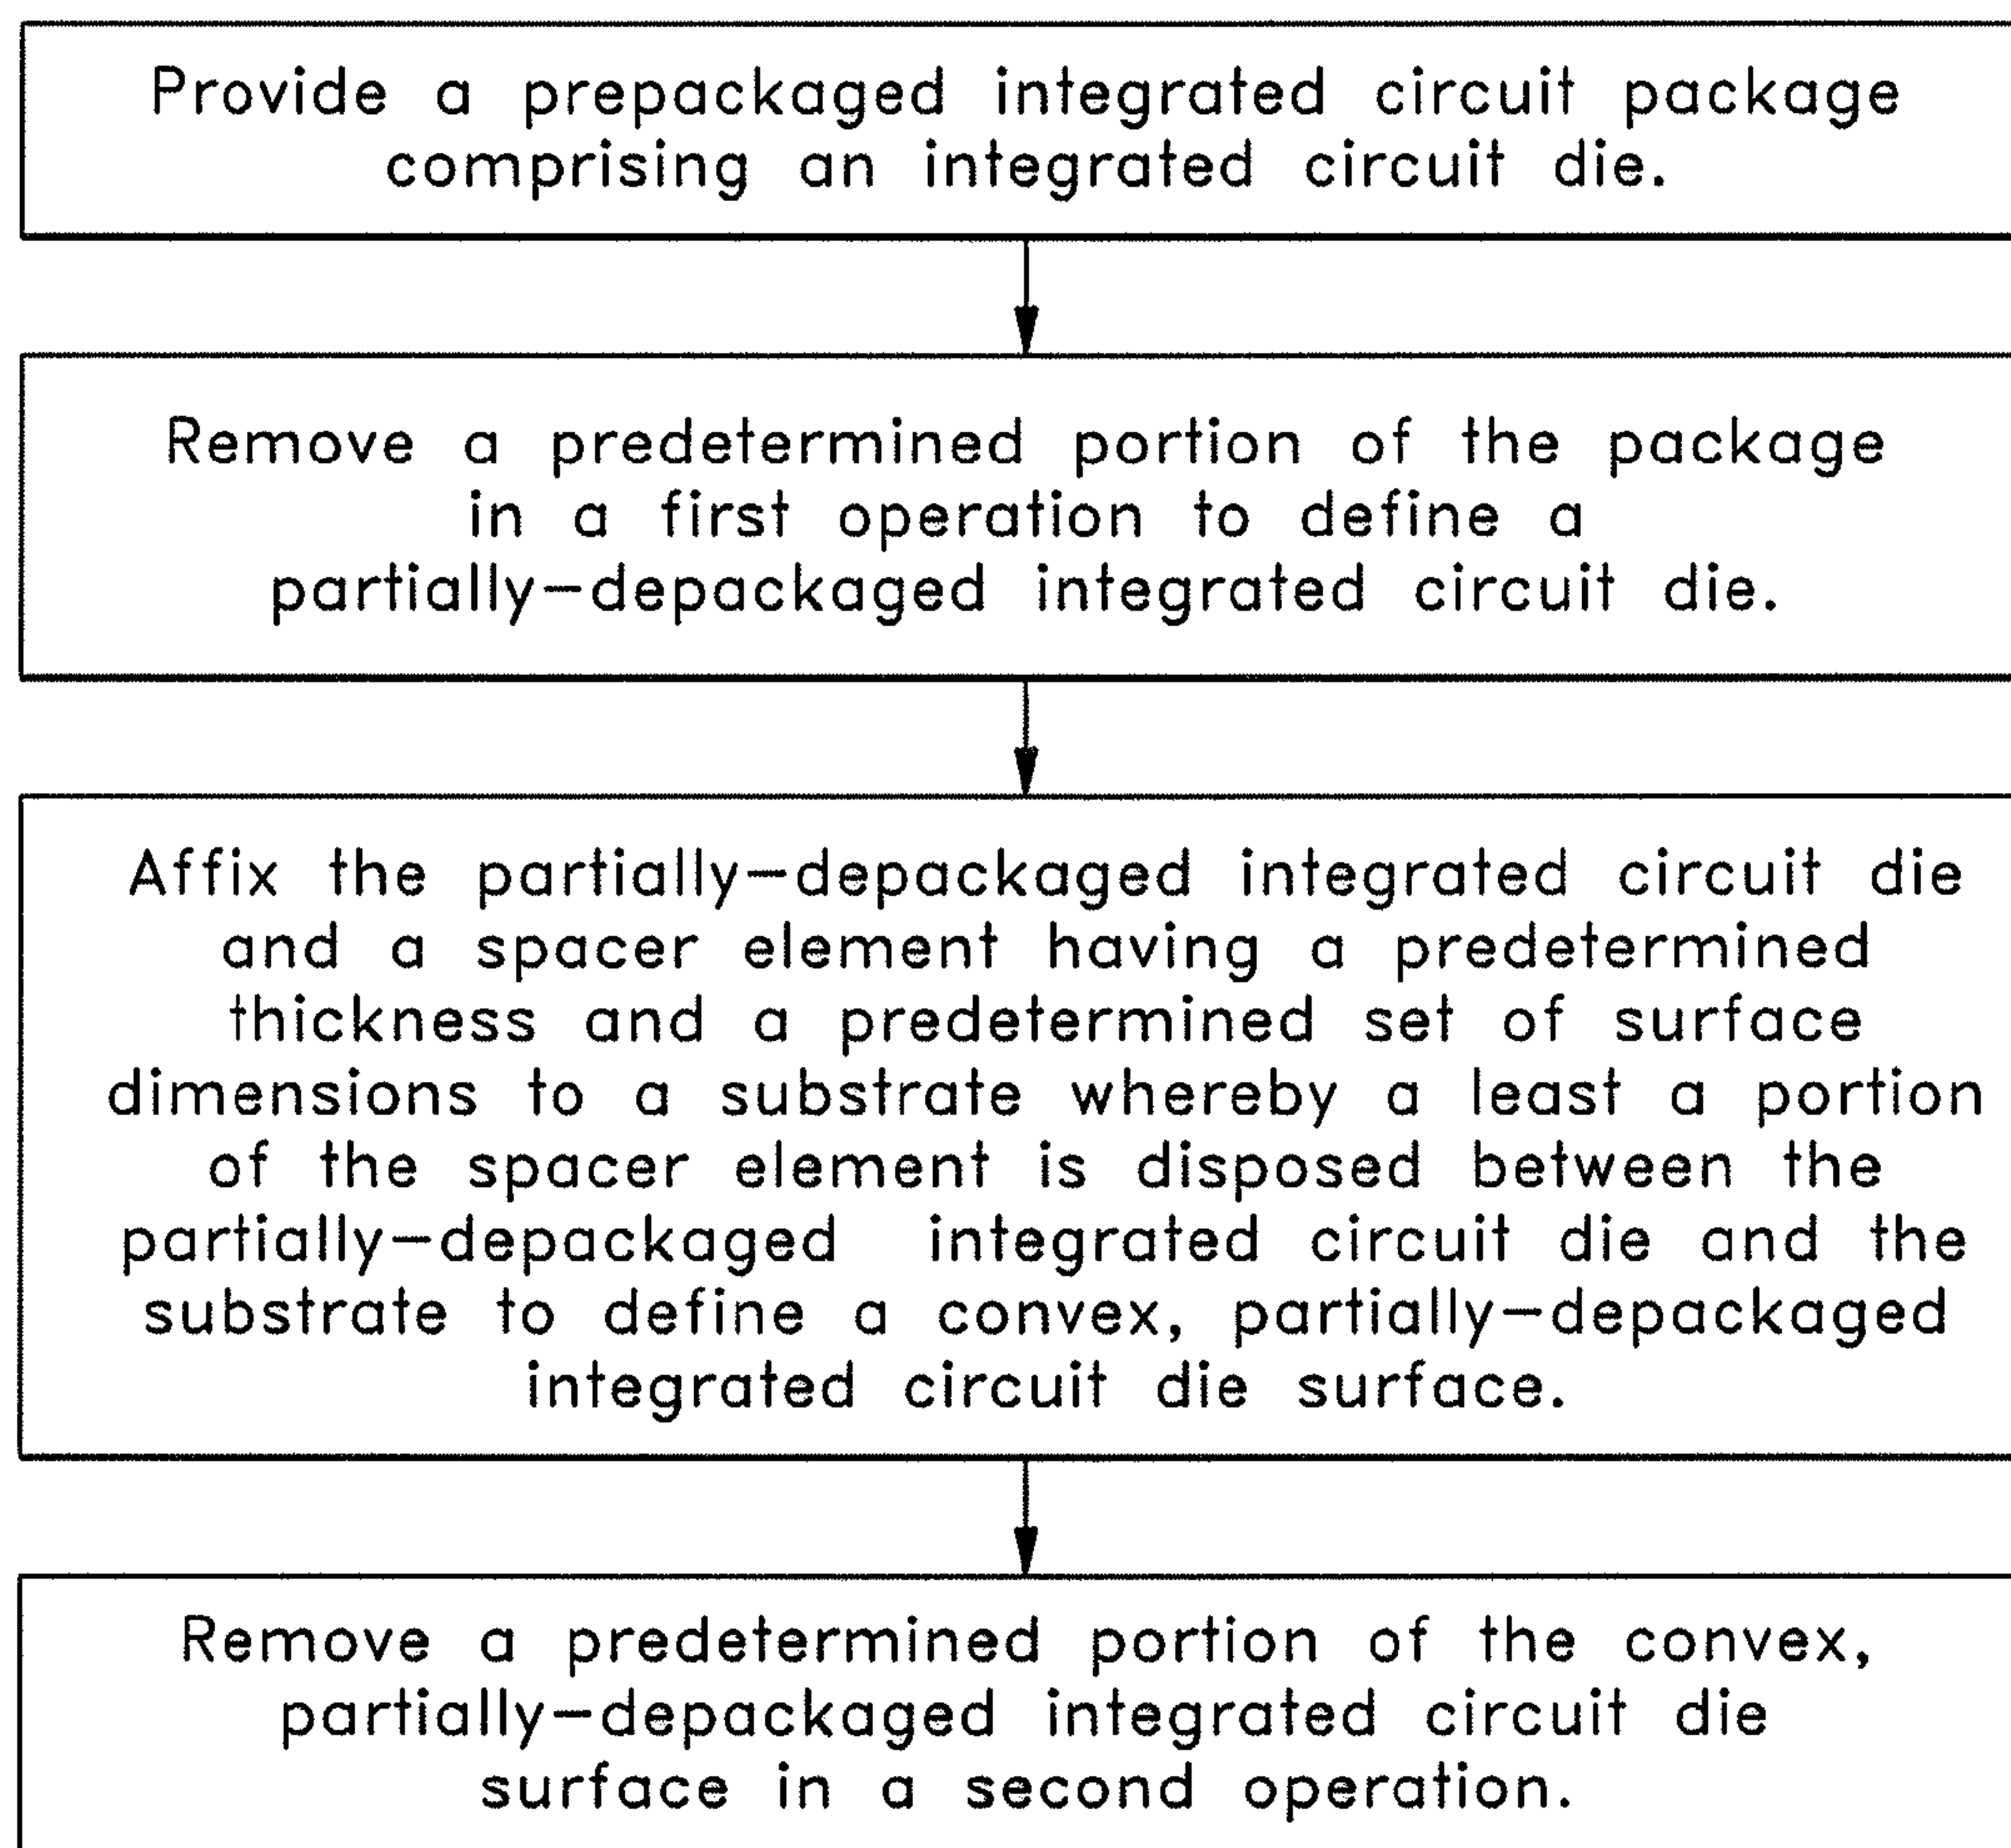 Provide a prepackaged integrated circuit package
comprising an integrated circuit die.
Remove a predetermined portion of the package
in a first operation to define a
partially-depackaged integrated circuit die.
Affix the partially-depackaged integrated circuit die
and a spacer element having a predetermined
thickness and a predetermined set of surface
dimensions to a substrate whereby a least a portion
of the spacer element is disposed between the
partially-depackaged integrated circuit die and the
substrate to define a convex, partially-depackaged
integrated circuit die surface.
Remove a predetermined portion of the convex,
partially-depackaged integrated circuit die
surface in a second operation.